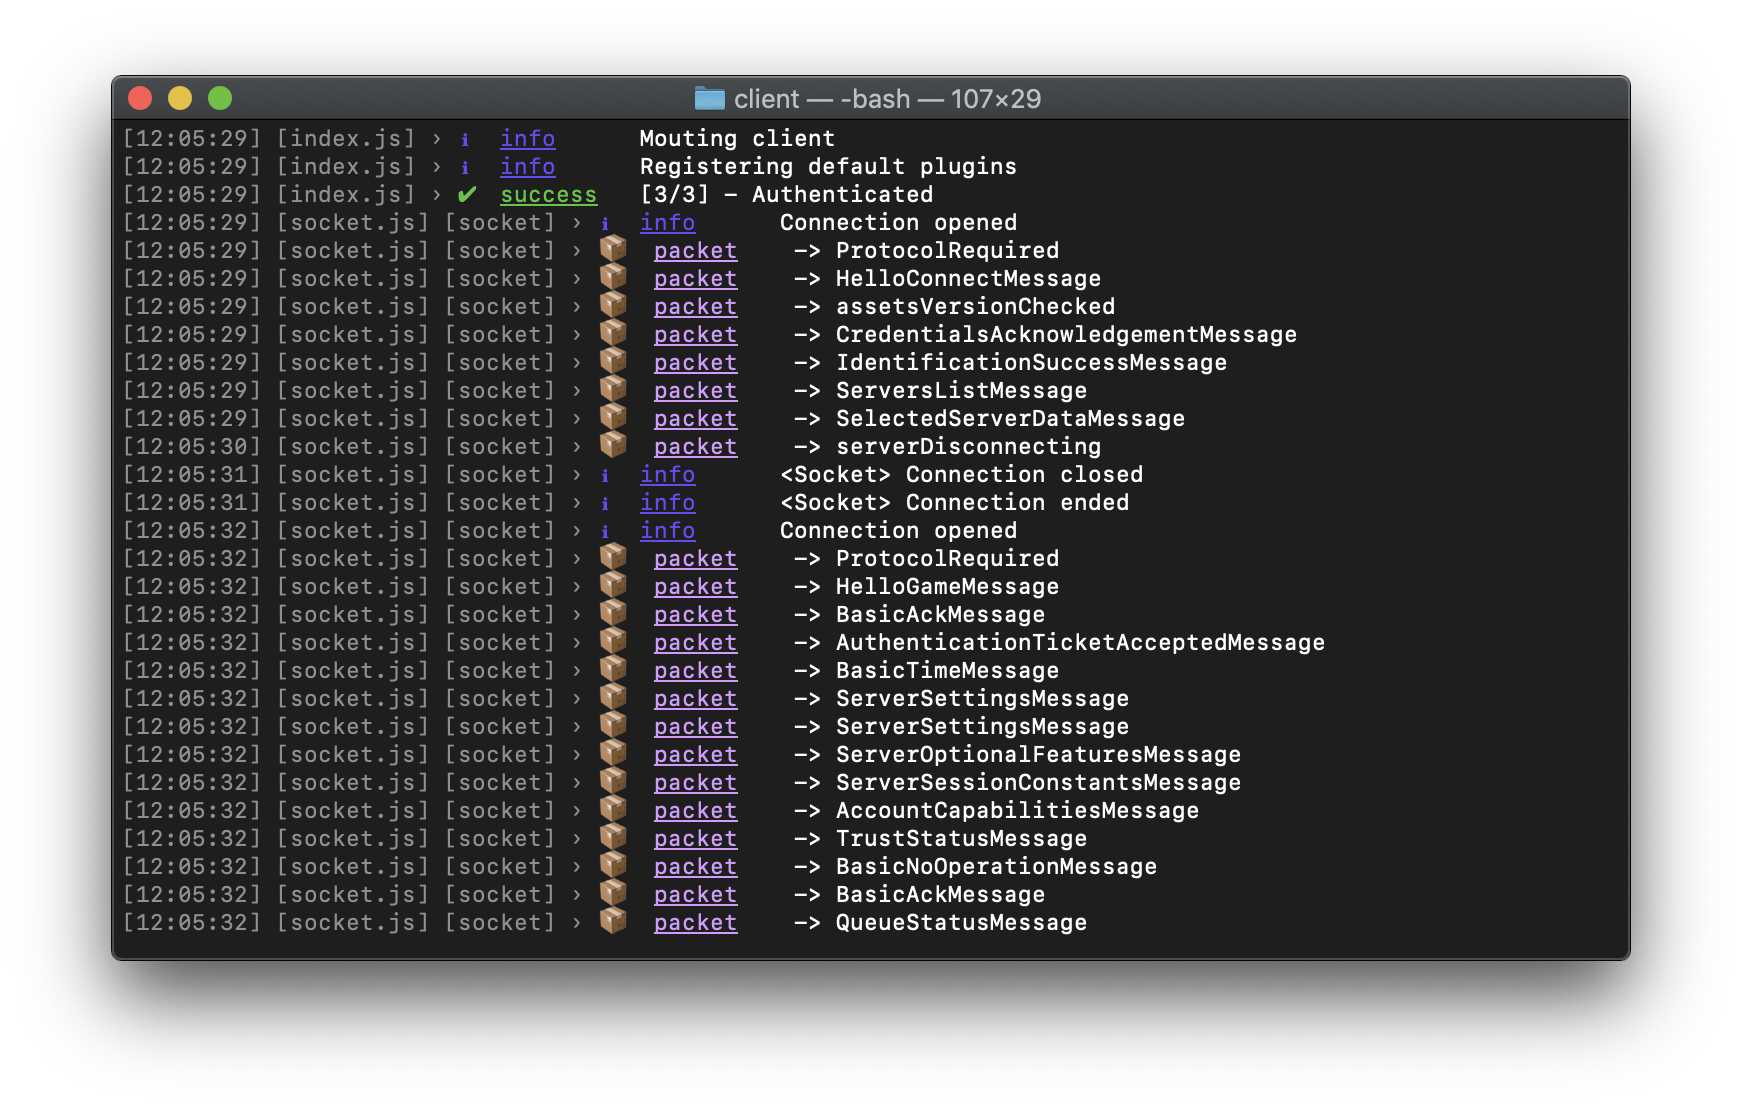 client — -bash — 107×29
[12:05:29] [index.js] › ℹ  info      Mouting client
[12:05:29] [index.js] › ℹ  info      Registering default plugins
[12:05:29] [index.js] › ✔  success   [3/3] – Authenticated
[12:05:29] [socket.js] [socket] › ℹ  info      Connection opened
[12:05:29] [socket.js] [socket] › 📦  packet    –> ProtocolRequired
[12:05:29] [socket.js] [socket] › 📦  packet    –> HelloConnectMessage
[12:05:29] [socket.js] [socket] › 📦  packet    –> assetsVersionChecked
[12:05:29] [socket.js] [socket] › 📦  packet    –> CredentialsAcknowledgementMessage
[12:05:29] [socket.js] [socket] › 📦  packet    –> IdentificationSuccessMessage
[12:05:29] [socket.js] [socket] › 📦  packet    –> ServersListMessage
[12:05:29] [socket.js] [socket] › 📦  packet    –> SelectedServerDataMessage
[12:05:30] [socket.js] [socket] › 📦  packet    –> serverDisconnecting
[12:05:31] [socket.js] [socket] › ℹ  info      <Socket> Connection closed
[12:05:31] [socket.js] [socket] › ℹ  info      <Socket> Connection ended
[12:05:32] [socket.js] [socket] › ℹ  info      Connection opened
[12:05:32] [socket.js] [socket] › 📦  packet    –> ProtocolRequired
[12:05:32] [socket.js] [socket] › 📦  packet    –> HelloGameMessage
[12:05:32] [socket.js] [socket] › 📦  packet    –> BasicAckMessage
[12:05:32] [socket.js] [socket] › 📦  packet    –> AuthenticationTicketAcceptedMessage
[12:05:32] [socket.js] [socket] › 📦  packet    –> BasicTimeMessage
[12:05:32] [socket.js] [socket] › 📦  packet    –> ServerSettingsMessage
[12:05:32] [socket.js] [socket] › 📦  packet    –> ServerSettingsMessage
[12:05:32] [socket.js] [socket] › 📦  packet    –> ServerOptionalFeaturesMessage
[12:05:32] [socket.js] [socket] › 📦  packet    –> ServerSessionConstantsMessage
[12:05:32] [socket.js] [socket] › 📦  packet    –> AccountCapabilitiesMessage
[12:05:32] [socket.js] [socket] › 📦  packet    –> TrustStatusMessage
[12:05:32] [socket.js] [socket] › 📦  packet    –> BasicNoOperationMessage
[12:05:32] [socket.js] [socket] › 📦  packet    –> BasicAckMessage
[12:05:32] [socket.js] [socket] › 📦  packet    –> QueueStatusMessage